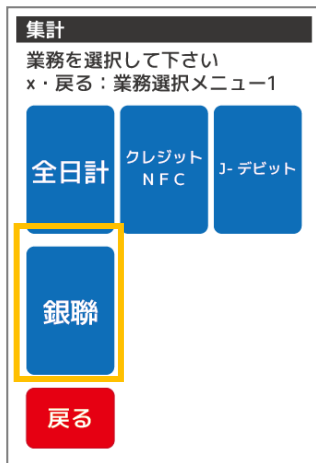 集計
業務を選択して下さい
x・戻る：業務選択メニュー1
全日計
クレジット
ＮＦＣ
J-デビット
銀聯
戻る